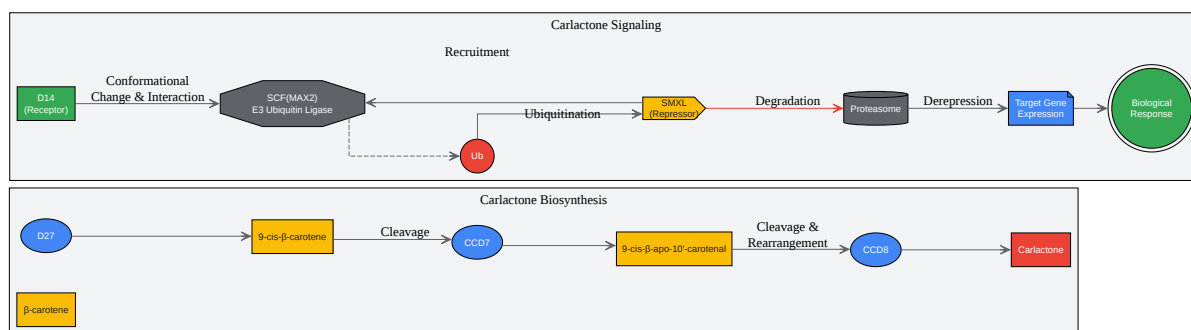 Carlactone Signaling
Recruitment
D14
(Receptor)
Conformational
Change & Interaction
SCF(MAX2)
E3 Ubiquitin Ligase
Ubiquitination
Ub
SMXL
(Repressor)
Degradation
Proteasome
Derepression
Target Gene
Expression
Biological
Response
Carlactone Biosynthesis
D27
9-cis-β-carotene
Cleavage
CCD7
9-cis-β-apo-10'-carotenal
Cleavage &
Rearrangement
CCD8
Carlactone
β-carotene